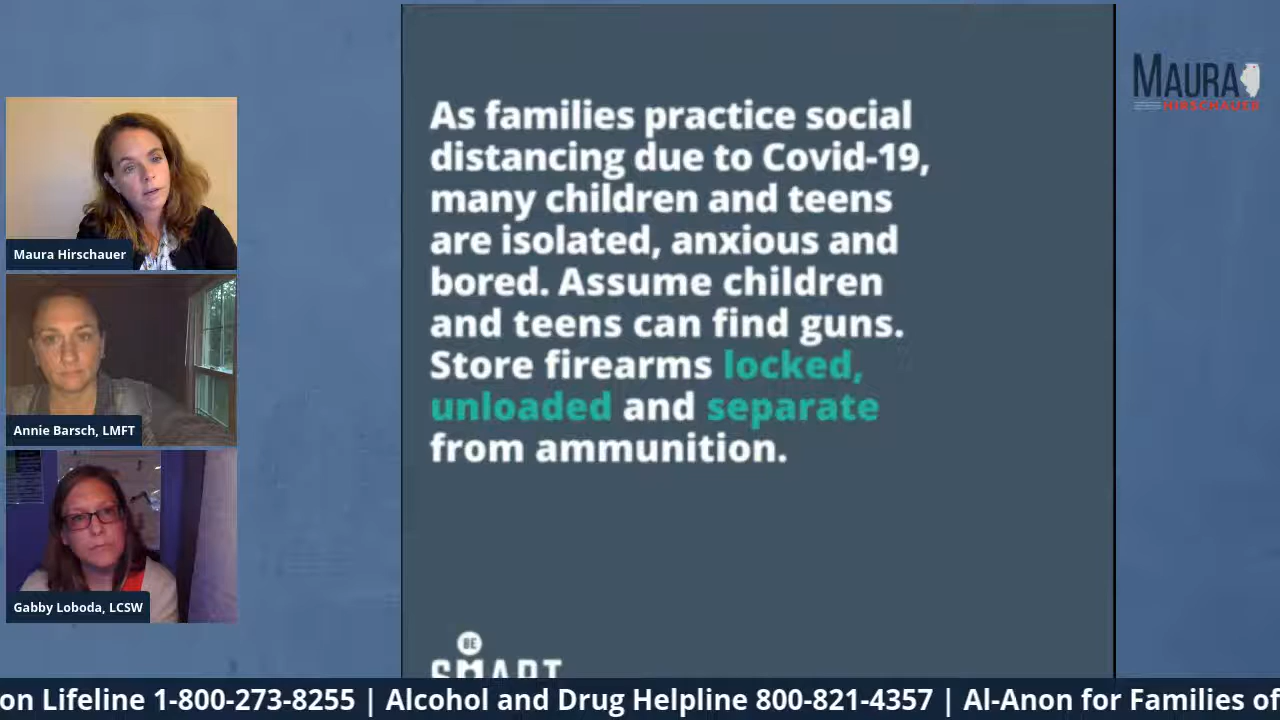 MAURA
HIRSCHAUER
Maura Hirschauer
Annie Barsch, LMFT
Gabby Loboda, LCSW
As families practice social
distancing due to Covid-19,
many children and teens
are isolated, anxious and
bored. Assume children
and teens can find guns.
Store firearms locked,
unloaded and separate
from ammunition.
BE
SMART
on Lifeline 1-800-273-8255 | Alcohol and Drug Helpline 800-821-4357 | Al-Anon for Families of